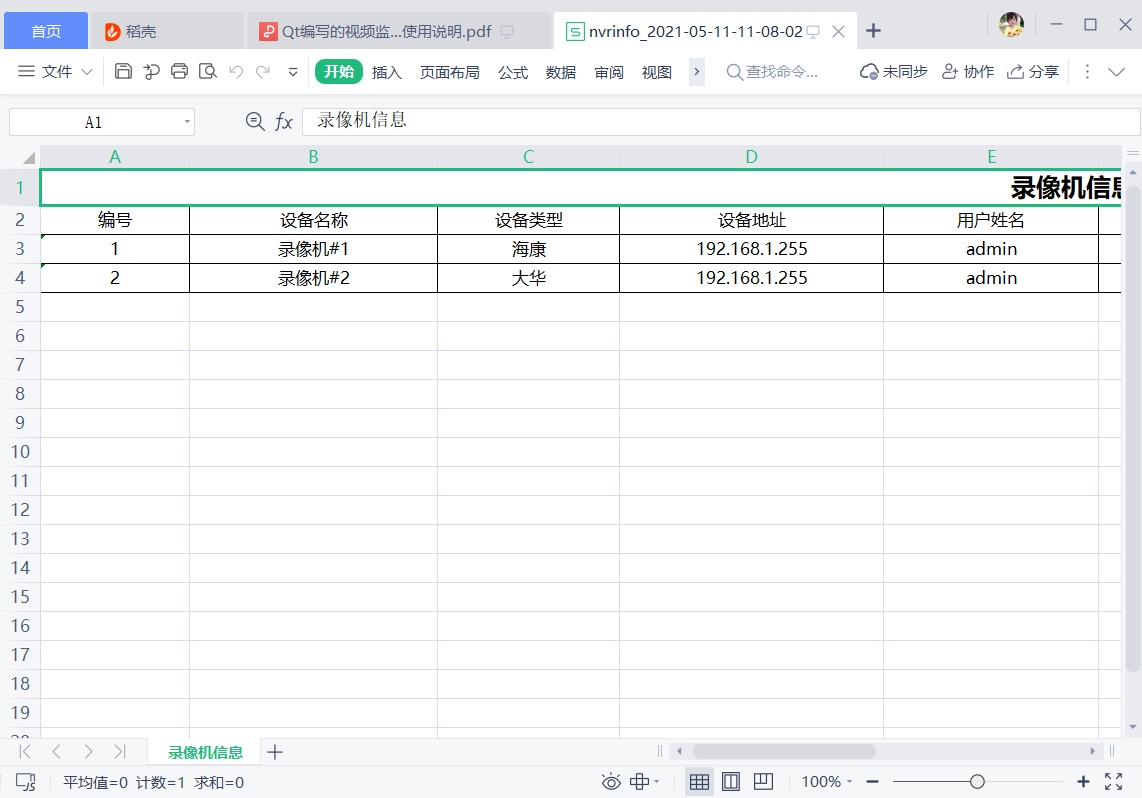 首页 稻壳 Qt编写的视频监...使用说明.pdf nvrinfo_2021-05-11-11-08-02
文件 开始 插入 页面布局 公式 数据 审阅 视图 查找命令... 未同步 协作 分享
A1 fx 录像机信息
A B C D E
1 录像机信息
2 编号 设备名称 设备类型 设备地址 用户姓名
3 1 录像机#1 海康 192.168.1.255 admin
4 2 录像机#2 大华 192.168.1.255 admin
5
6
7
8
9
10
11
12
13
14
15
16
17
18
19
录像机信息
平均值=0 计数=1 求和=0 100%